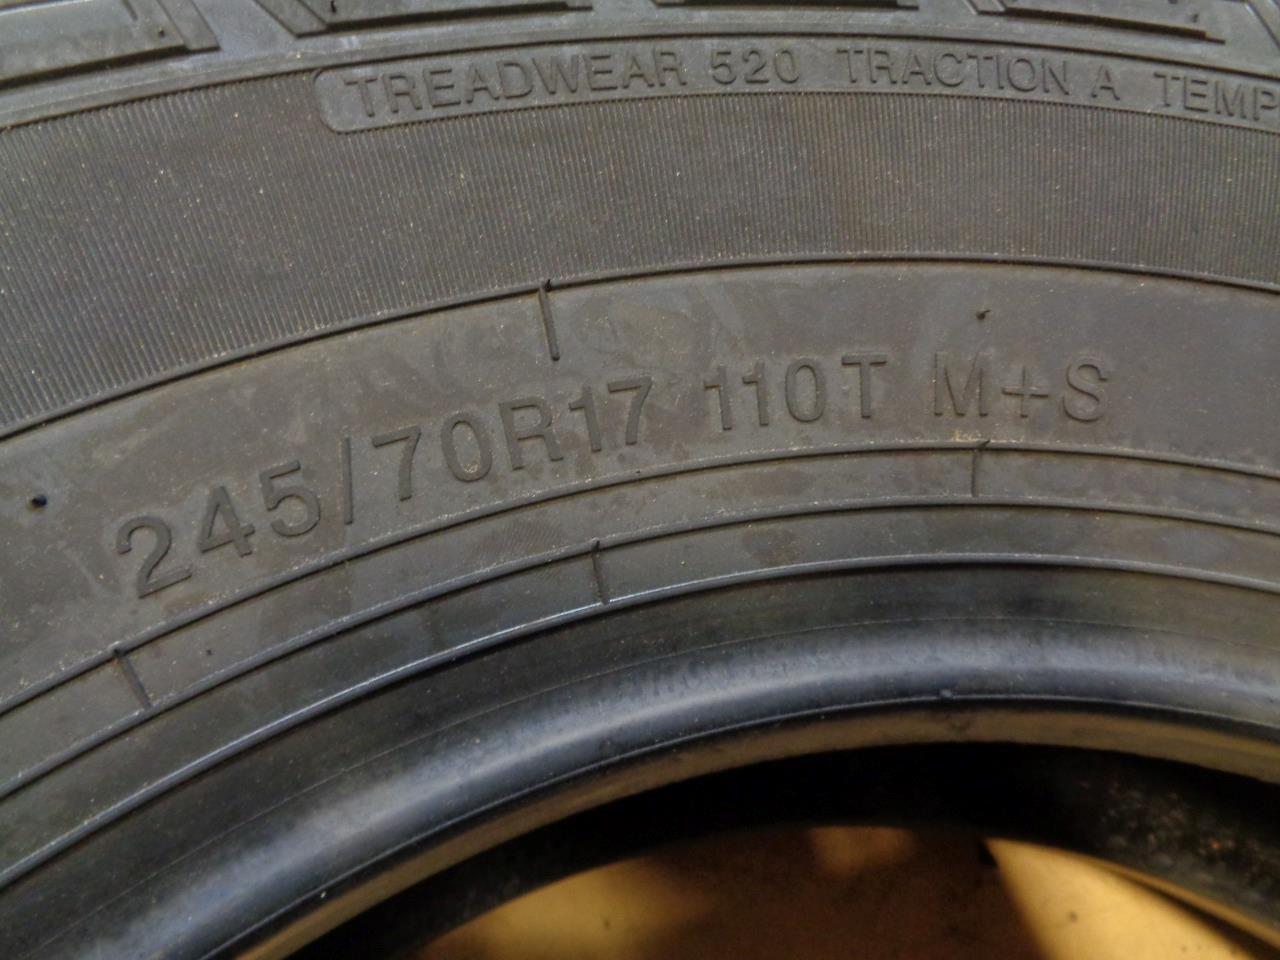 TREADWEAR 520 TRACTION A TEMP
245/70R17 110T M+S